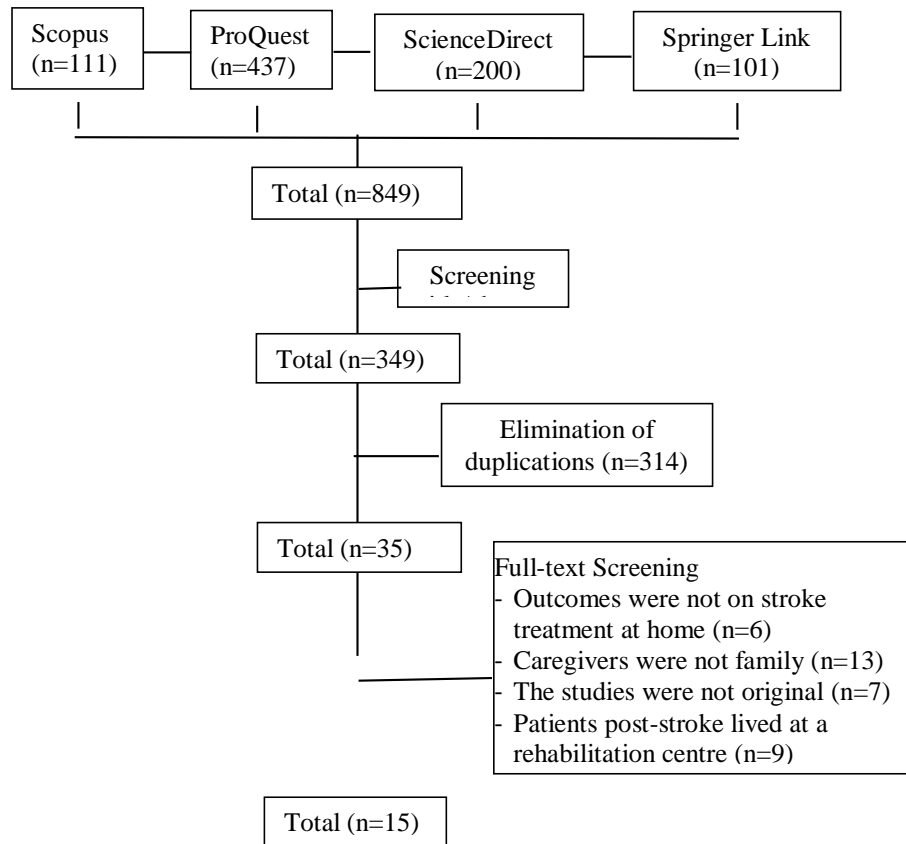 Scopus
(n=111)
ProQuest
(n=437)
ScienceDirect
(n=200)
Springer Link
(n=101)
Total (n=849)
Screening
Total (n=349)
Elimination of
duplications (n=314)
Total (n=35)
Full-text Screening
- Outcomes were not on stroke
treatment at home (n=6)
- Caregivers were not family (n=13)
- The studies were not original (n=7)
- Patients post-stroke lived at a
rehabilitation centre (n=9)
Total (n=15)